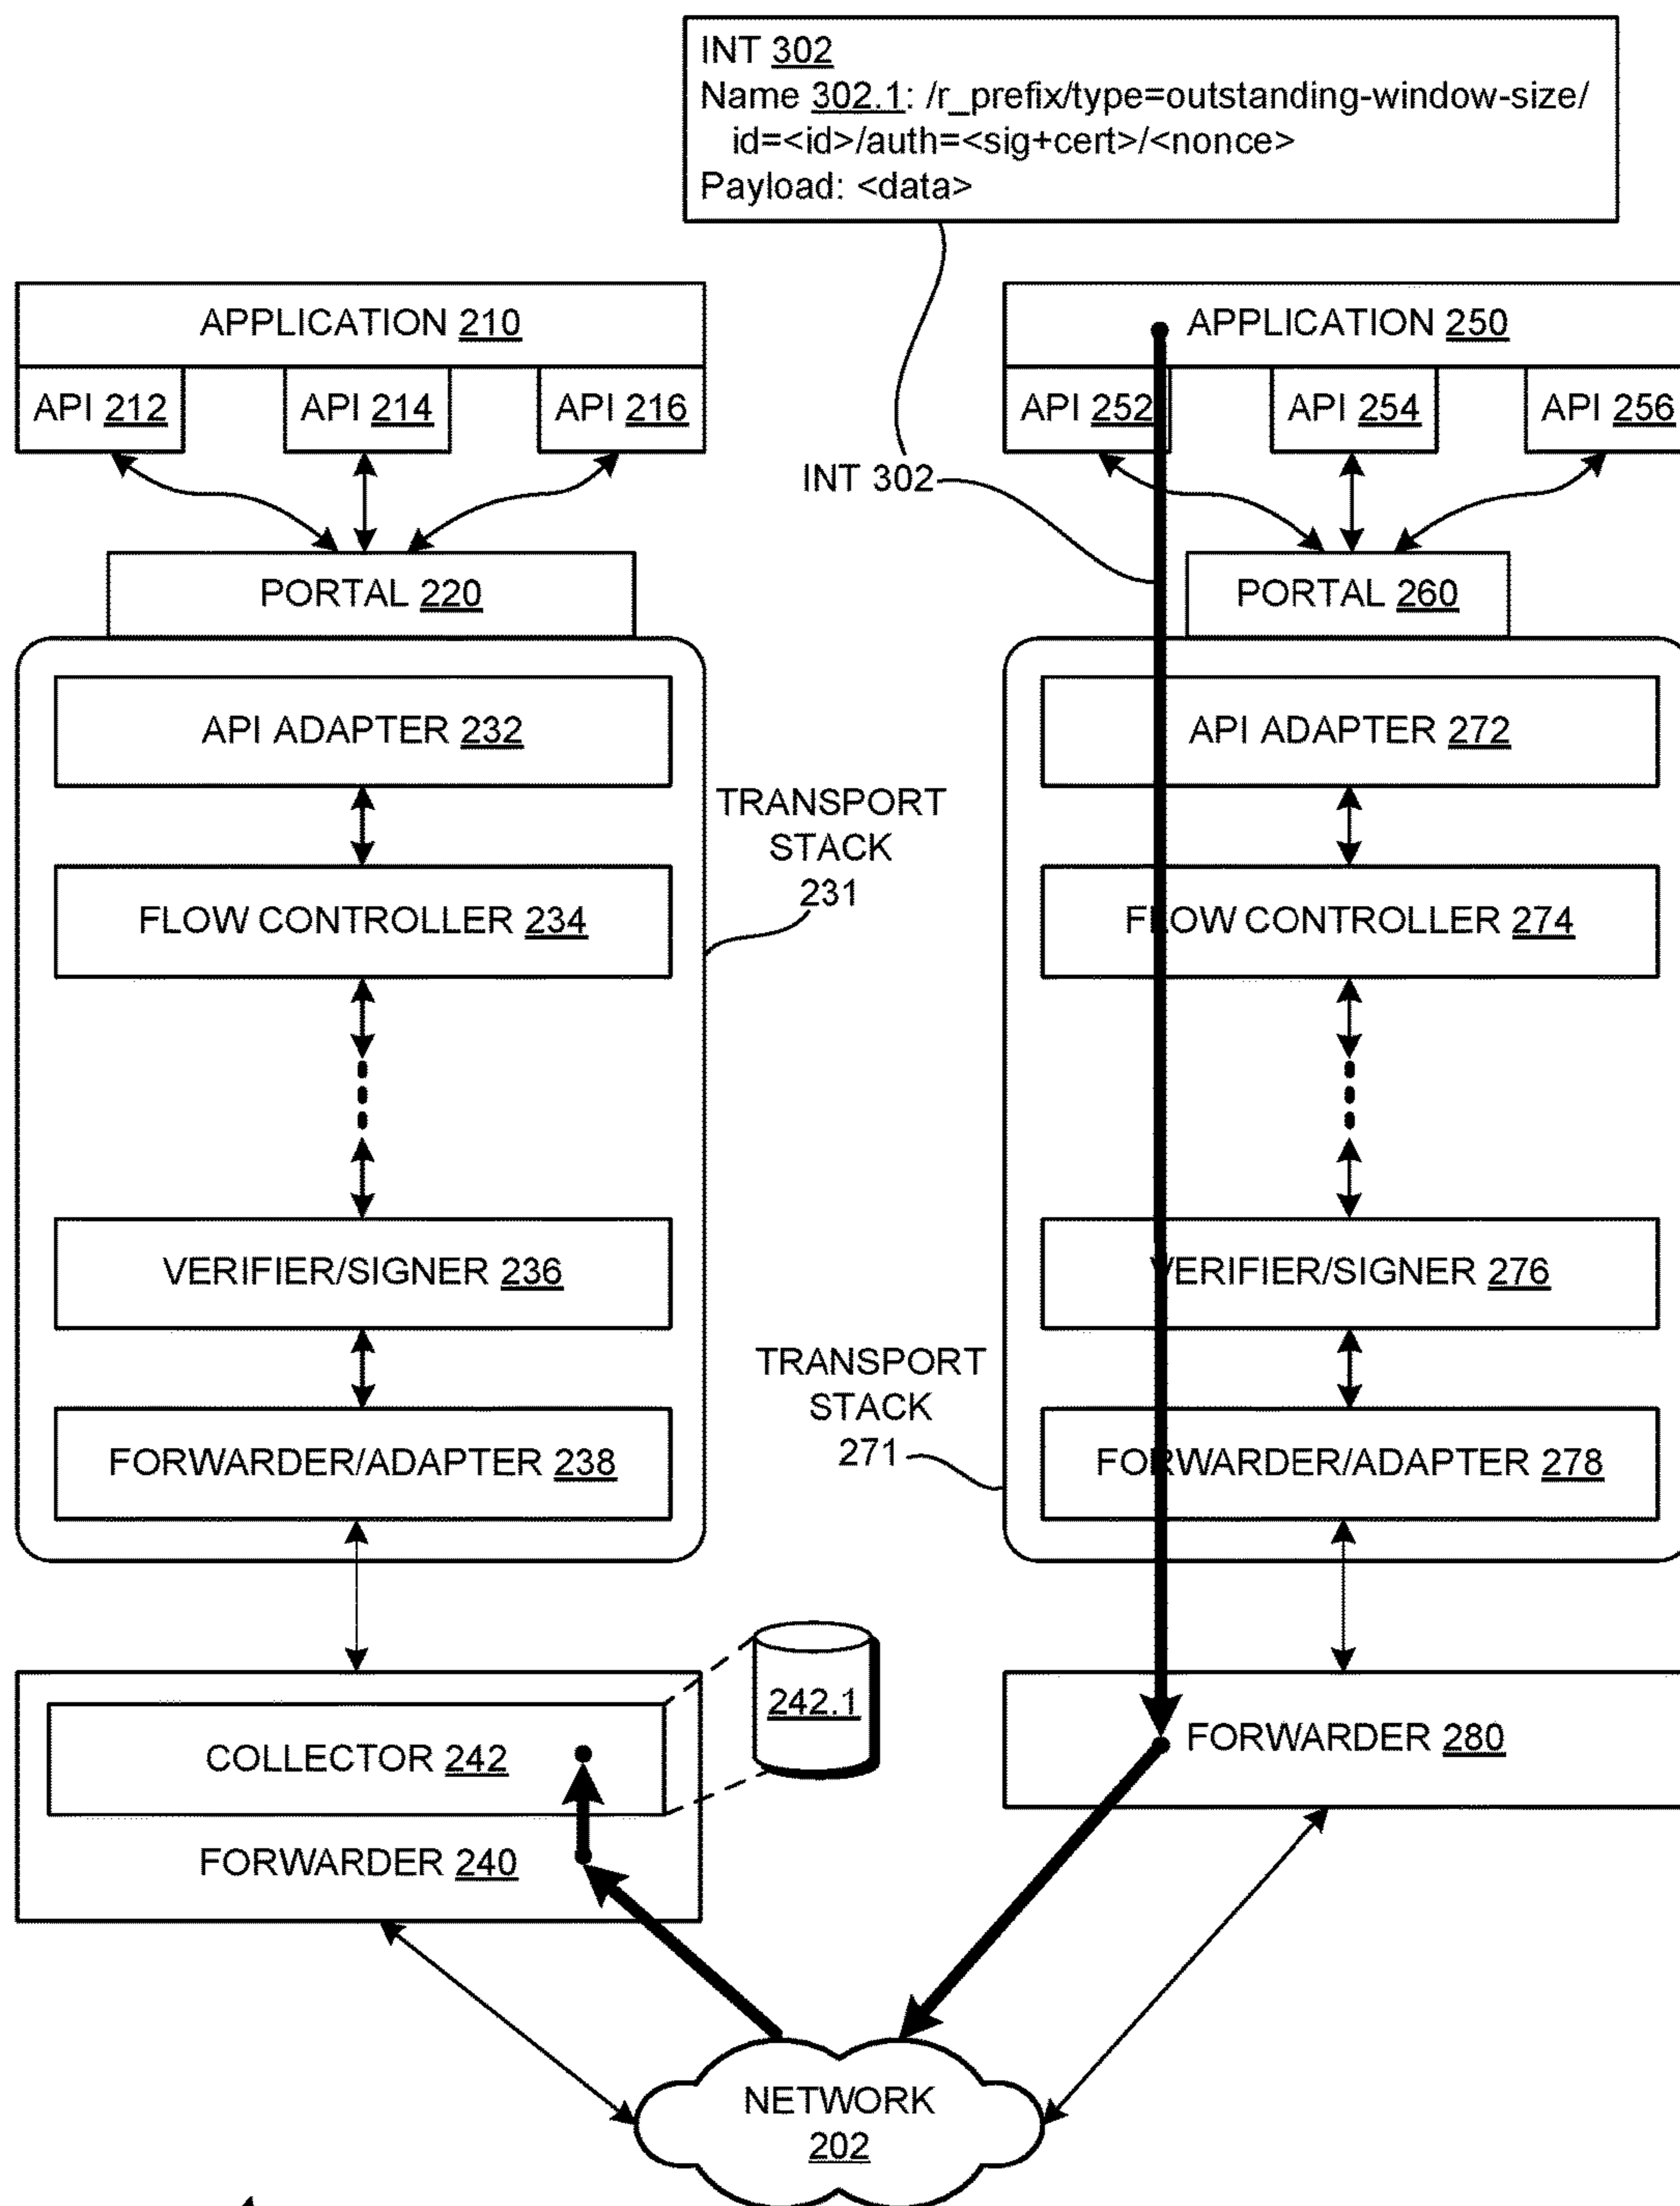 INT 302
Name 302.1: /r_prefix/type=outstanding-window-size/
id=<id>/auth=<sig+cert>/<nonce>
Payload: <data>
APPLICATION 210
API 212
API 214
API 216
PORTAL 220
API ADAPTER 232
FLOW CONTROLLER 234
VERIFIER/SIGNER 236
FORWARDER/ADAPTER 238
TRANSPORT
STACK
231
COLLECTOR 242
FORWARDER 240
242.1
INT 302
APPLICATION 250
API 252
API 254
API 256
PORTAL 260
API ADAPTER 272
FLOW CONTROLLER 274
VERIFIER/SIGNER 276
FORWARDER/ADAPTER 278
TRANSPORT
STACK
271
FORWARDER 280
NETWORK
202